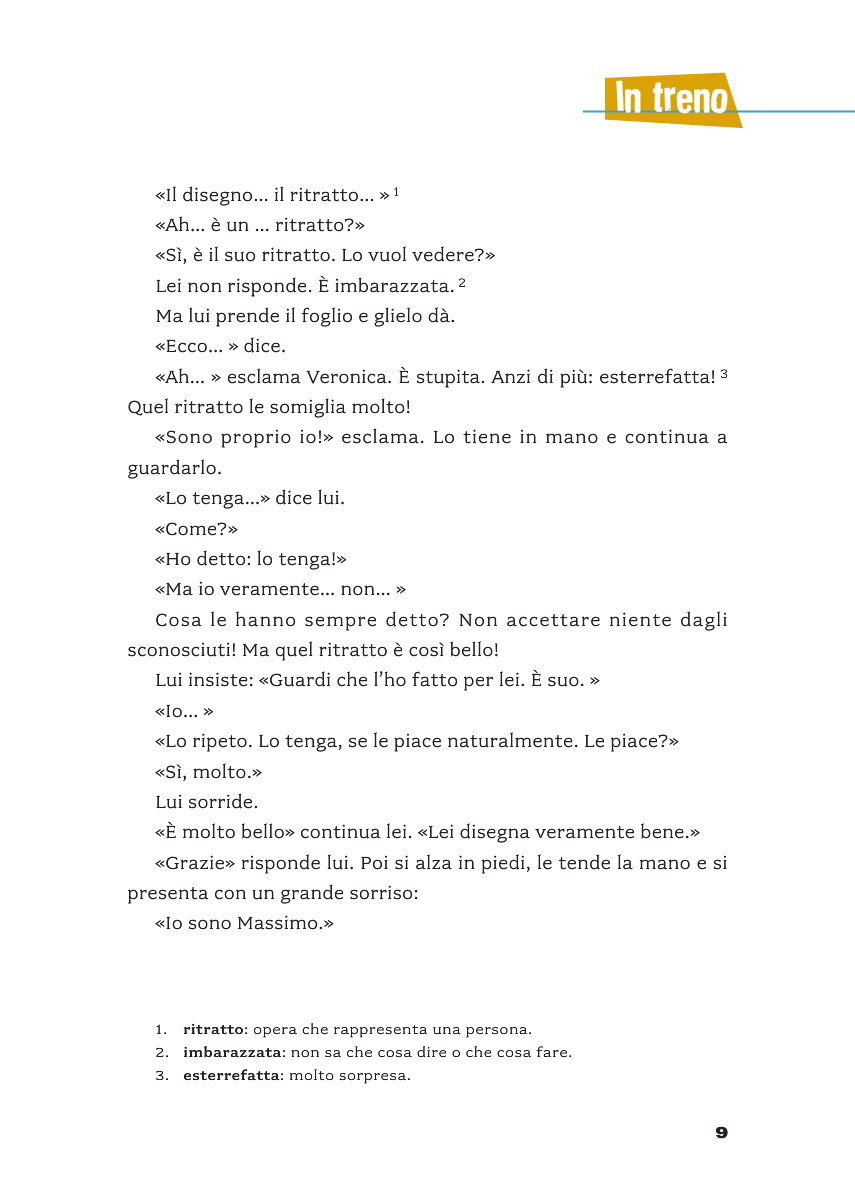 In treno
«Il disegno... il ritratto... » 1
«Ah... è un ... ritratto?»
«Sì, è il suo ritratto. Lo vuol vedere?»
Lei non risponde. È imbarazzata. 2
Ma lui prende il foglio e glielo dà.
«Ecco... » dice.
«Ah... » esclama Veronica. È stupita. Anzi di più: esterrefatta! 3
Quel ritratto le somiglia molto!
«Sono proprio io!» esclama. Lo tiene in mano e continua a
guardarlo.
«Lo tenga...» dice lui.
«Come?»
«Ho detto: lo tenga!»
«Ma io veramente... non... »
Cosa le hanno sempre detto? Non accettare niente dagli
sconosciuti! Ma quel ritratto è così bello!
Lui insiste: «Guardi che l’ho fatto per lei. È suo. »
«Io... »
«Lo ripeto. Lo tenga, se le piace naturalmente. Le piace?»
«Sì, molto.»
Lui sorride.
«È molto bello» continua lei. «Lei disegna veramente bene.»
«Grazie» risponde lui. Poi si alza in piedi, le tende la mano e si
presenta con un grande sorriso:
«Io sono Massimo.»
1. ritratto: opera che rappresenta una persona.
2. imbarazzata: non sa che cosa dire o che cosa fare.
3. esterrefatta: molto sorpresa.
9